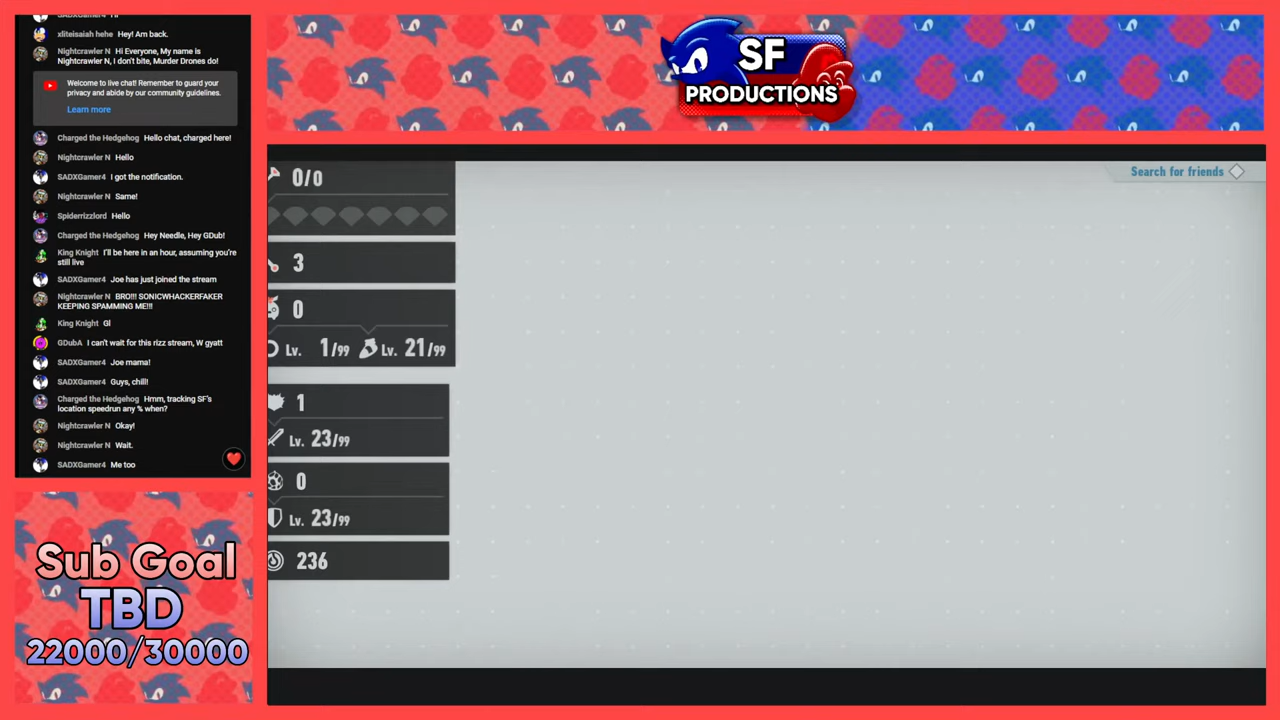 SADXGamer4 Hi
xliteisaiah hehe Hey! Am back.
Nightcrawler N Hi Everyone, My name is
Nightcrawler N, I don't bite, Murder Drones do!
Welcome to live chat! Remember to guard your
privacy and abide by our community guidelines.
Learn more
Charged the Hedgehog Hello chat, charged here!
Nightcrawler N Hello
SADXGamer4 I got the notification.
Nightcrawler N Same!
Spiderrizzlord Hello
Charged the Hedgehog Hey Needle, Hey GDub!
King Knight I'll be here in an hour, assuming you're
still live
SADXGamer4 Joe has just joined the stream
Nightcrawler N BRO!!! SONICWHACKERFAKER
KEEPING SPAMMING ME!!!
King Knight Gl
GDubA I can't wait for this rizz stream, W gyatt
SADXGamer4 Joe mama!
SADXGamer4 Guys, chill!
Charged the Hedgehog Hmm, tracking SF's
location speedrun any % when?
Nightcrawler N Okay!
Nightcrawler N Wait.
SADXGamer4 Me too
Sub Goal
TBD
22000/30000
SF
PRODUCTIONS
Search for friends
0/0
3
0
Lv. 1/99 Lv. 21/99
1
Lv. 23/99
0
Lv. 23/99
236